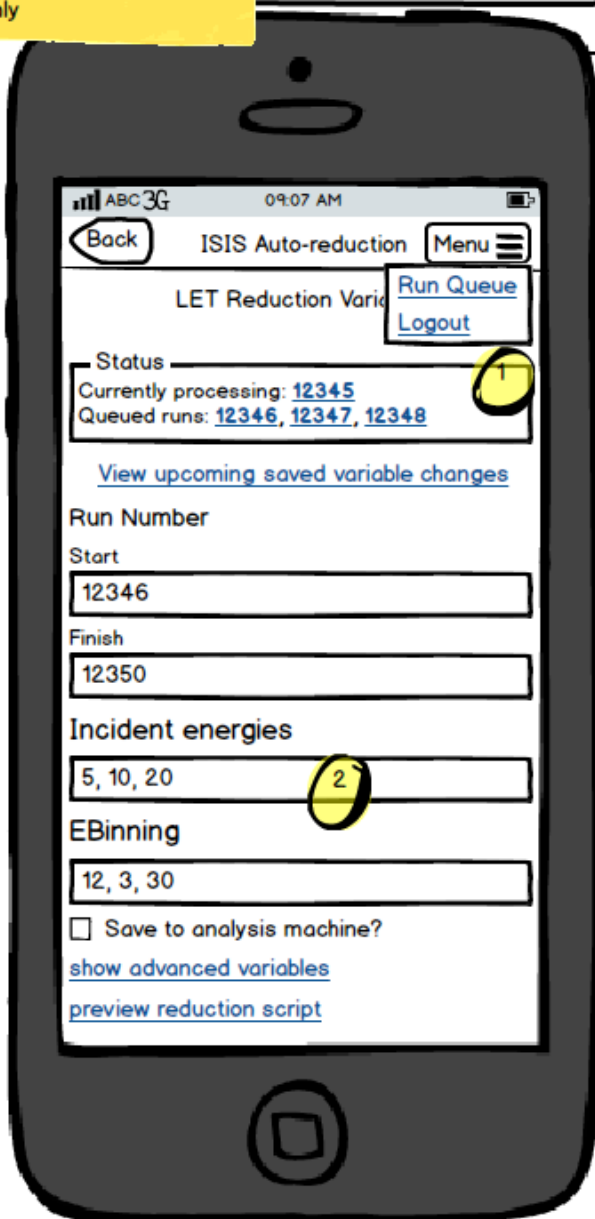 ABC 3G 09:07 AM
Back ISIS Auto-reduction Menu
Run Queue
LET Reduction
Logout
Status 1
Currently processing: 12345
Queued runs: 12346, 12347, 12348
View upcoming saved variable changes
Run Number
Start
12346
Finish
12350
Incident energies
5, 10, 20 2
EBinning
12, 3, 30
Save to analysis machine?
show advanced variables
preview reduction script